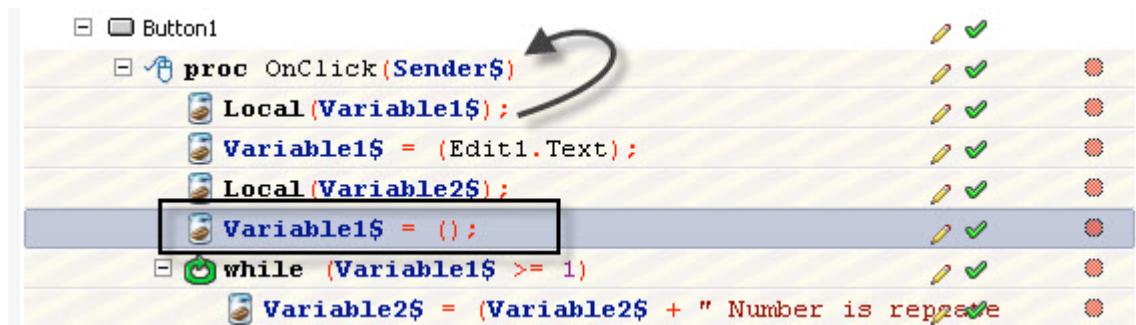 Button1
proc OnClick(Sender$)
Local(Variable1$);
Variable1$ = (Edit1.Text);
Local(Variable2$);
Variable1$ = ();
while (Variable1$ >= 1)
Variable2$ = (Variable2$ + " Number is